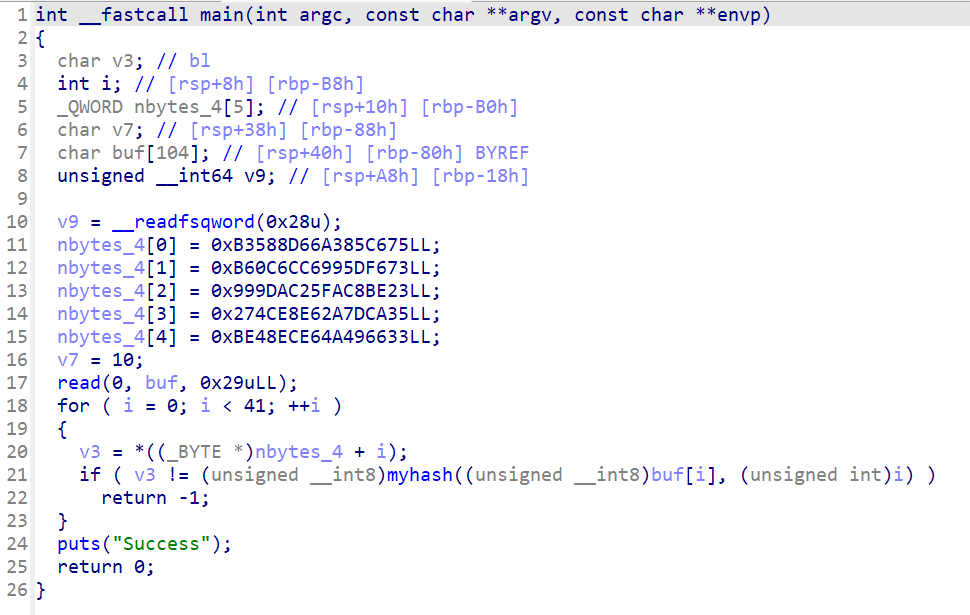 1 int __fastcall main(int argc, const char **argv, const char **envp)
2 {
3   char v3; // bl
4   int i; // [rsp+8h] [rbp-B8h]
5   _QWORD nbytes_4[5]; // [rsp+10h] [rbp-B0h]
6   char v7; // [rsp+38h] [rbp-88h]
7   char buf[104]; // [rsp+40h] [rbp-80h] BYREF
8   unsigned __int64 v9; // [rsp+A8h] [rbp-18h]
9
10   v9 = __readfsqword(0x28u);
11   nbytes_4[0] = 0xB3588D66A385C675LL;
12   nbytes_4[1] = 0xB60C6CC6995DF673LL;
13   nbytes_4[2] = 0x999DAC25FAC8BE23LL;
14   nbytes_4[3] = 0x274CE8E62A7DCA35LL;
15   nbytes_4[4] = 0xBE48ECE64A496633LL;
16   v7 = 10;
17   read(0, buf, 0x29uLL);
18   for ( i = 0; i < 41; ++i )
19   {
20     v3 = *((_BYTE *)nbytes_4 + i);
21     if ( v3 != (unsigned __int8)myhash((unsigned __int8)buf[i], (unsigned int)i) )
22       return -1;
23   }
24   puts("Success");
25   return 0;
26 }